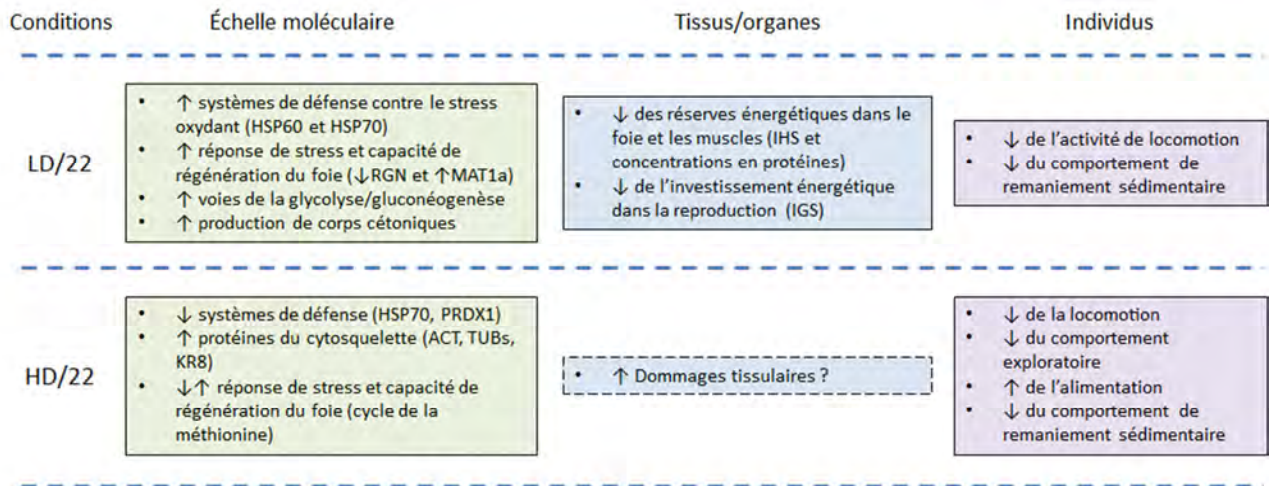 Conditions
Échelle moléculaire
Tissus/organes
Individus
LD/22
• ↑ systèmes de défense contre le stress
oxydant (HSP60 et HSP70)
• ↑ réponse de stress et capacité de
régénération du foie (↓RGN et ↑MAT1a)
• ↑ voies de la glycolyse/gluconéogenèse
• ↑ production de corps cétoniques
• ↓ des réserves énergétiques dans le
foie et les muscles (IHS et
concentrations en protéines)
• ↓ de l'investissement énergétique
dans la reproduction (IGS)
• ↓ de l'activité de locomotion
• ↓ du comportement de
remaniement sédimentaire
HD/22
• ↓ systèmes de défense (HSP70, PRDX1)
• ↑ protéines du cytosquelette (ACT, TUBs,
KR8)
• ↓↑ réponse de stress et capacité de
régénération du foie (cycle de la
méthionine)
• ↑ Dommages tissulaires ?
• ↓ de la locomotion
• ↓ du comportement
exploratoire
• ↑ de l'alimentation
• ↓ du comportement de
remaniement sédimentaire